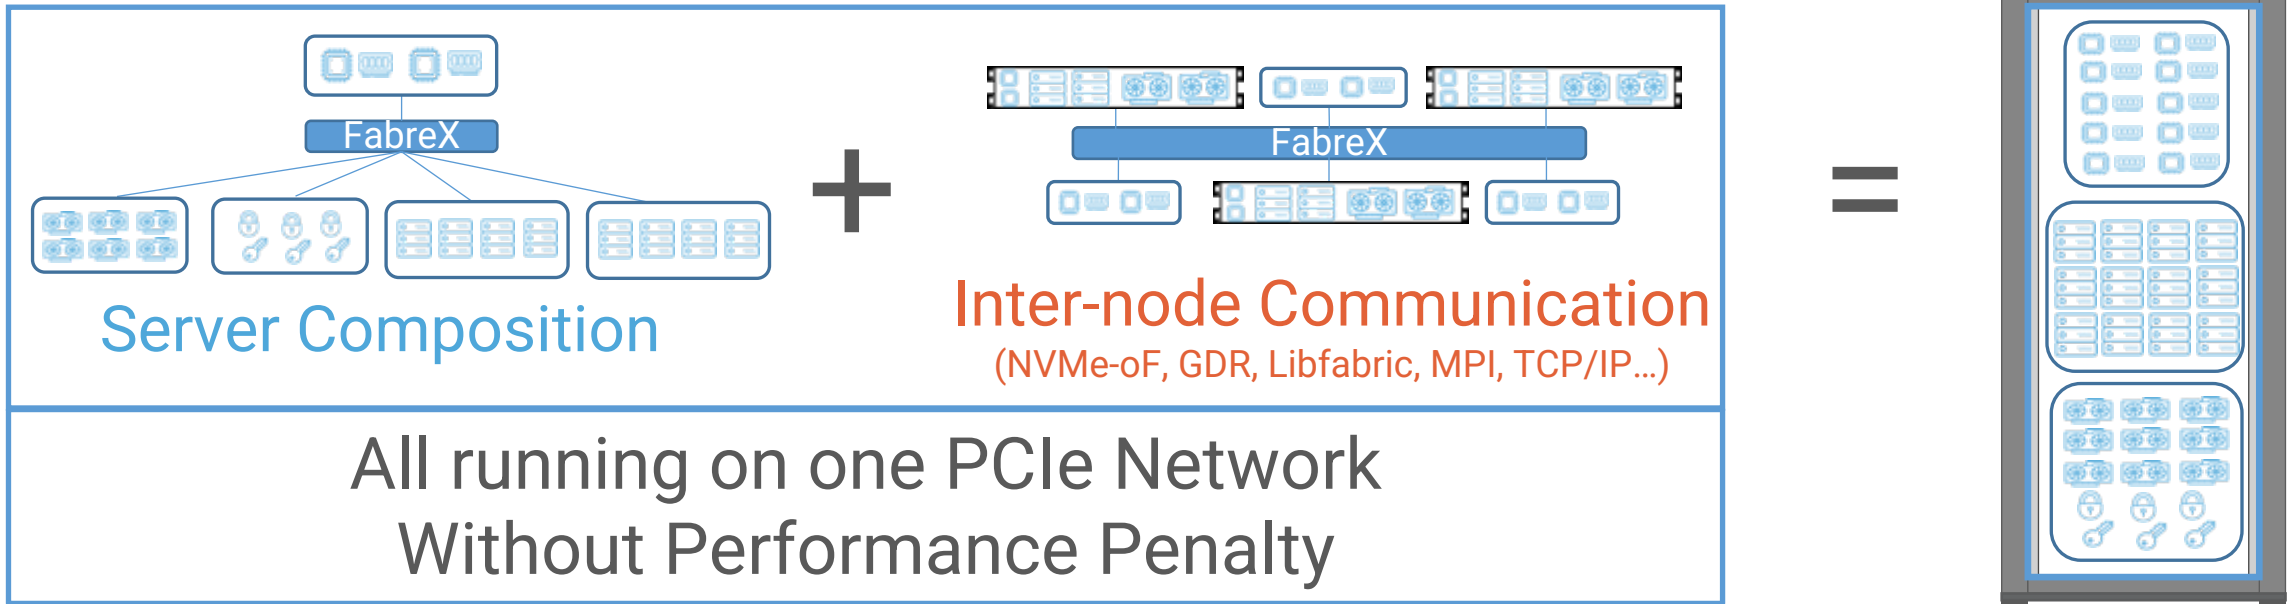 FabreX
FabreX
+
=
Server Composition
Inter-node Communication
(NVMe-oF, GDR, Libfabric, MPI, TCP/IP...)
All running on one PCIe Network
Without Performance Penalty